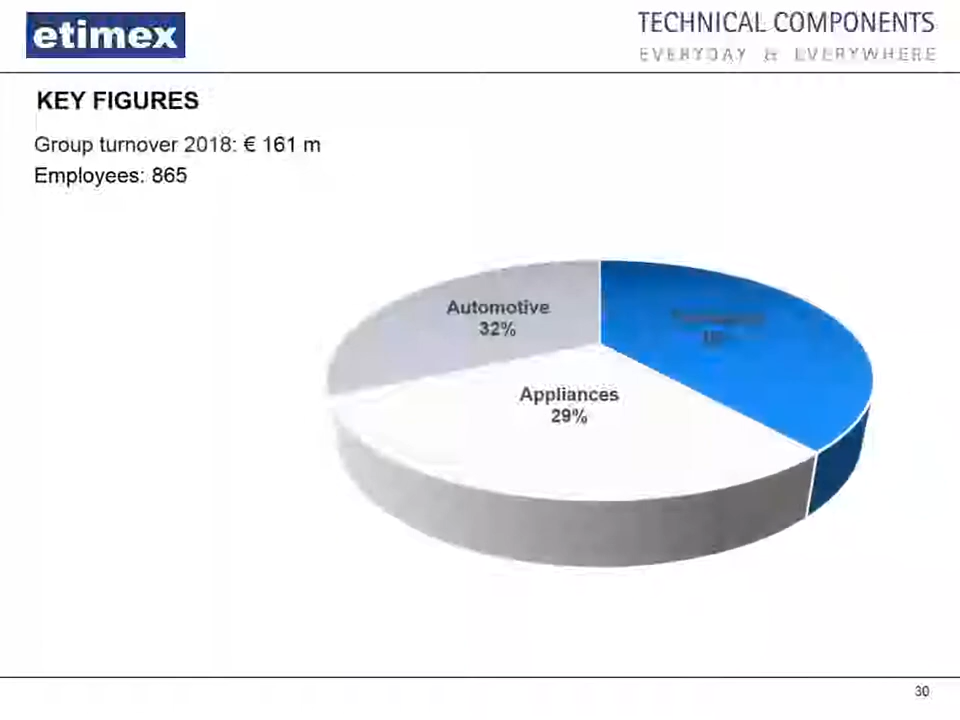 etimex
TECHNICAL COMPONENTS
EVERYDAY & EVERYWHERE
KEY FIGURES
Group turnover 2018: € 161 m
Employees: 865
Automotive
32%
Appliances
29%
30